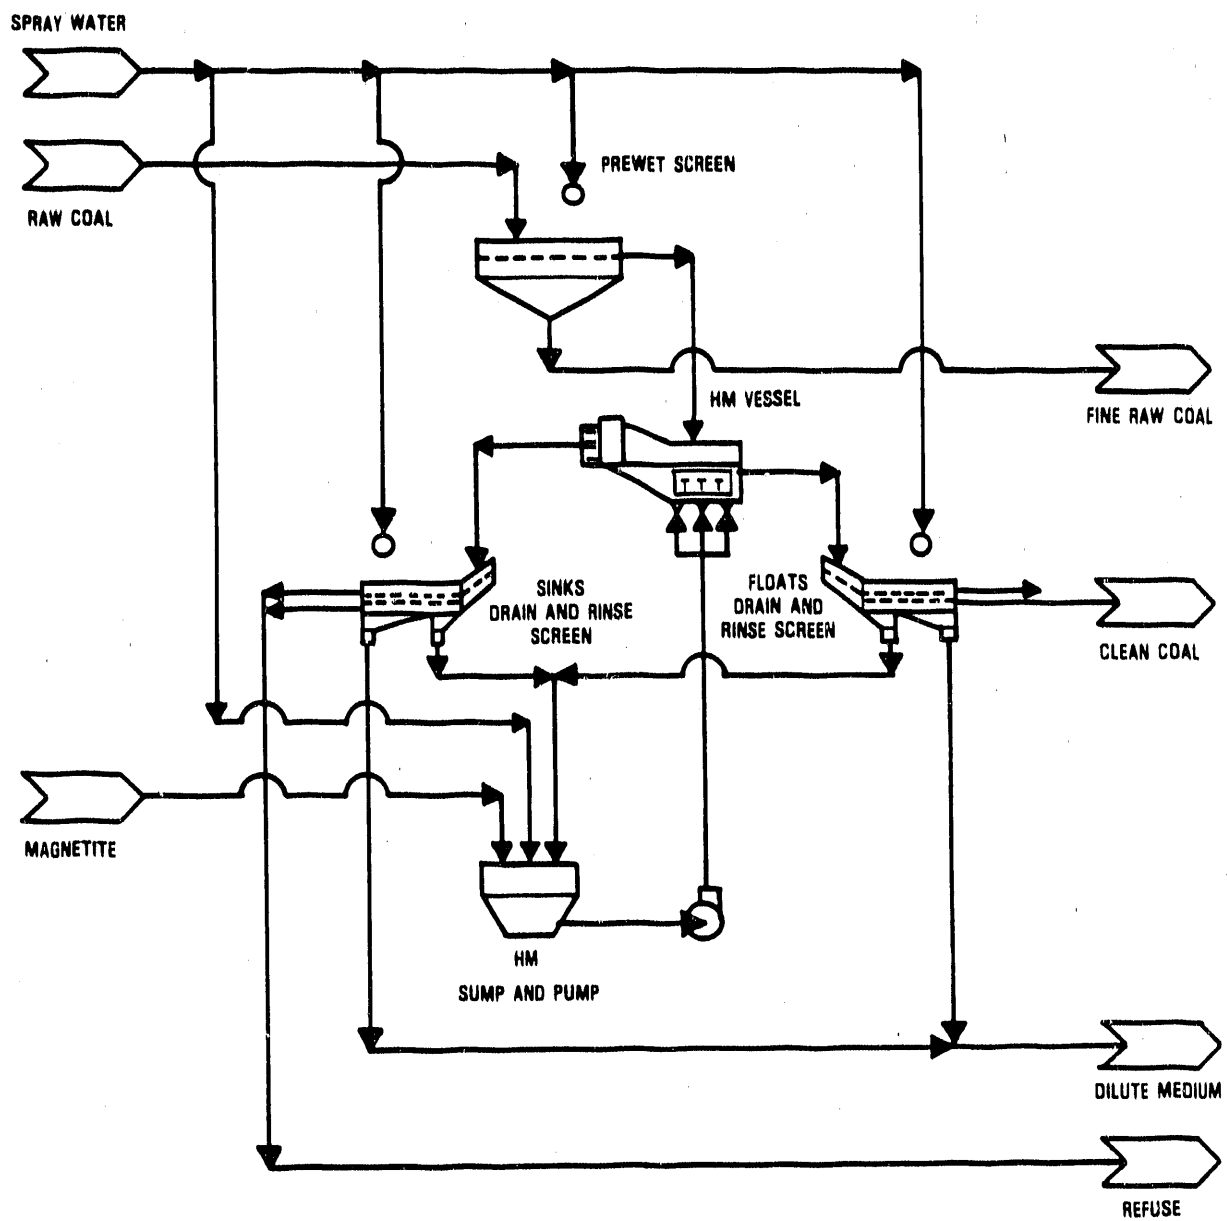 SPRAY WATER
PREWET SCREEN
RAW COAL
HM VESSEL
FINE RAW COAL
SINKS
DRAIN AND RINSE
SCREEN
FLOATS
DRAIN AND
RINSE SCREEN
CLEAN COAL
MAGNETITE
HM
SUMP AND PUMP
DILUTE MEDIUM
REFUSE